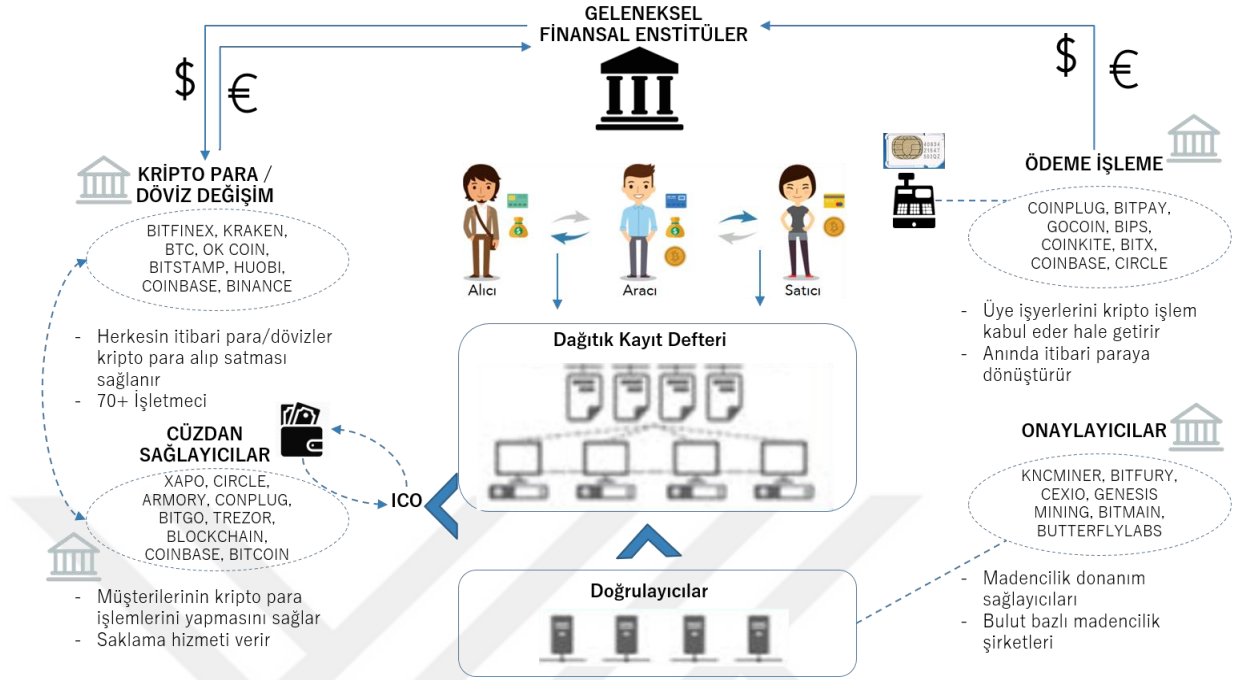 GELENEKSEL
FİNANSAL ENSTİTÜLER
$
€
$
€
KRİPTO PARA /
DÖVİZ DEĞİŞİM
BITFINEX, KRAKEN,
BTC, OK COIN,
BITSTAMP, HUOBI,
COINBASE, BINANCE
- Herkesin itibari para/dövizler
kripto para alıp satması
sağlanır
- 70+ İşletmeci
Alıcı
Aracı
Satıcı
ÖDEME İŞLEME
COINPLUG, BITPAY,
GOCOIN, BIPS,
COINKITE, BITX,
COINBASE, CIRCLE
- Üye işyerlerini kripto işlem
kabul eder hale getirir
- Anında itibari paraya
dönüştürür
Dağıtık Kayıt Defteri
CÜZDAN
SAĞLAYICILAR
XAPO, CIRCLE,
ARMORY, CONPLUG,
BITGO, TREZOR,
BLOCKCHAIN,
COINBASE, BITCOIN
- Müşterilerinin kripto para
işlemlerini yapmasını sağlar
- Saklama hizmeti verir
ICO
Doğrulayıcılar
ONAYLAYICILAR
KNCMINER, BITFURY,
CEXIO, GENESIS
MINING, BITMAIN,
BUTTERFLYLABS
- Madencilik donanım
sağlayıcıları
- Bulut bazlı madencilik
şirketleri